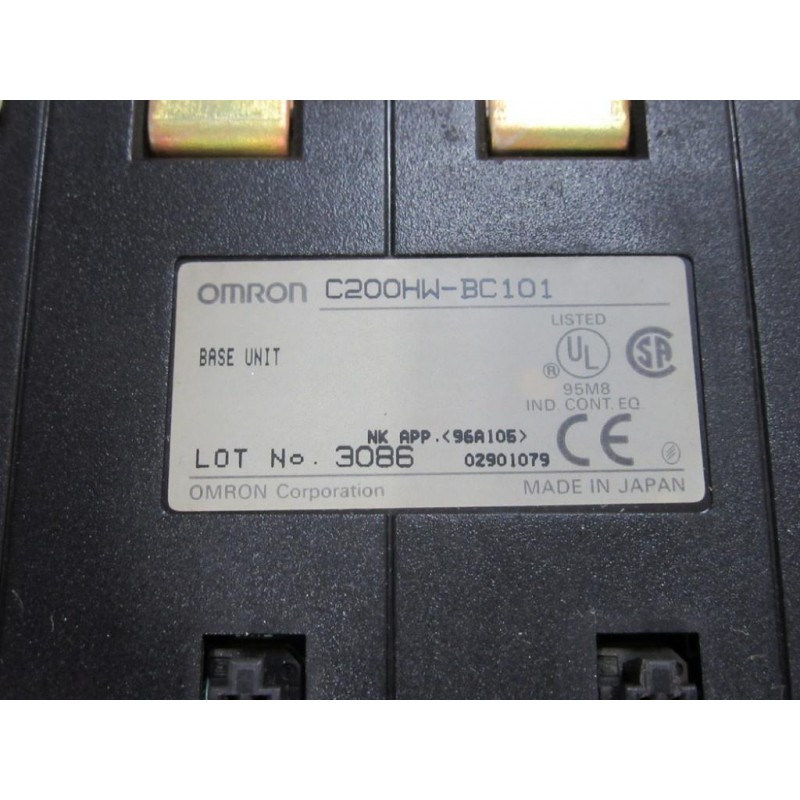 OMRON C200HW-BC101
LISTED
BASE UNIT
UL
®
SA
95M8
IND CONT. EQ
NK APP.<96A105>
CE
LOT No. 3086 02901079
OMRON Corporation MADE IN JAPAN